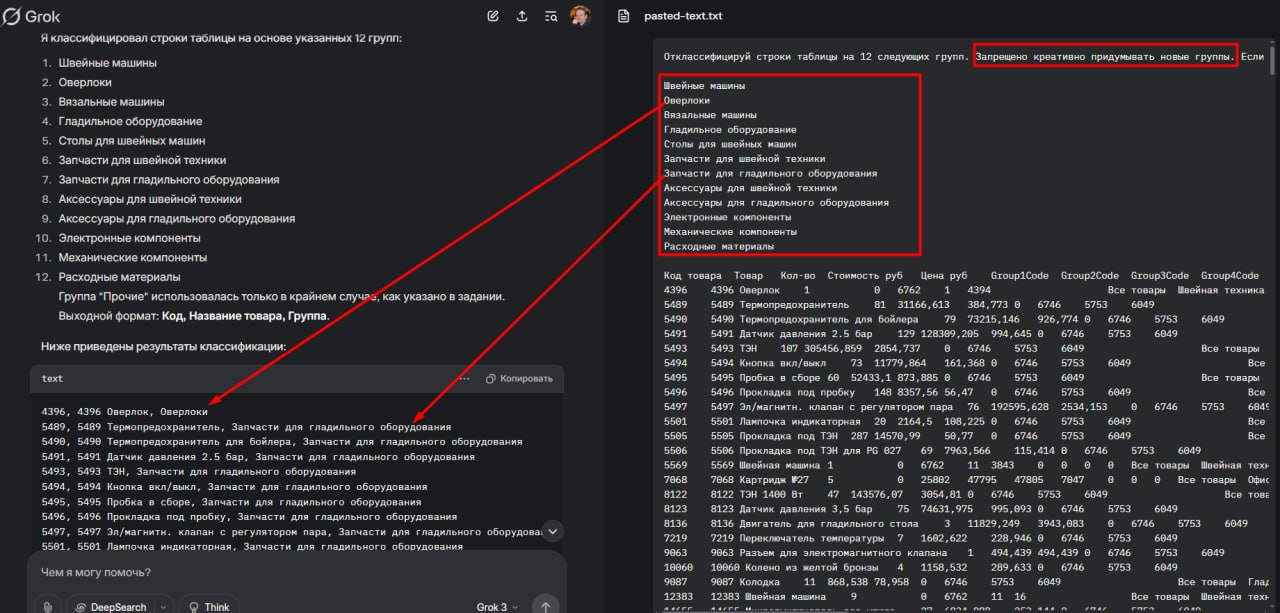 Grok
Я классифицировал строки таблицы на основе указанных 12 групп:
1. Швейные машины
2. Оверлоки
3. Вязальные машины
4. Гладильное оборудование
5. Столы для швейных машин
6. Запчасти для швейной техники
7. Запчасти для гладильного оборудования
8. Аксессуары для швейной техники
9. Аксессуары для гладильного оборудования
10. Электронные компоненты
11. Механические компоненты
12. Расходные материалы
Группа "Прочие" использовалась только в крайнем случае, как указано в задании.
Выходной формат: Код, Название товара, Группа.
Ниже приведены результаты классификации:
text
Копировать
4396, 4396 Оверлок, Оверлоки
5489, 5489 Термопредохранитель, Запчасти для гладильного оборудования
5490, 5490 Термопредохранитель для бойлера, Запчасти для гладильного оборудования
5491, 5491 Датчик давления 2.5 бар, Запчасти для гладильного оборудования
5493, 5493 ТЭН, Запчасти для гладильного оборудования
5494, 5494 Кнопка вкл/выкл, Запчасти для гладильного оборудования
5495, 5495 Пробка в сборе, Запчасти для гладильного оборудования
5496, 5496 Прокладка под пробку, Запчасти для гладильного оборудования
5497, 5497 Эл/магнитн. клапан с регулятором пара, Запчасти для гладильного оборудова
5501, 5501 Лампочка индикаторная, Запчасти для гладильного оборудования
Чем я могу помочь?
DeepSearch
Think
Grok 3
pasted-text.txt
Отклассифицируй строки таблицы на 12 следующих групп. Запрещено креативно придумывать новые группы. Если
Швейные машины
Оверлоки
Вязальные машины
Гладильное оборудование
Столы для швейных машин
Запчасти для швейной техники
Запчасти для гладильного оборудования
Аксессуары для швейной техники
Аксессуары для гладильного оборудования
Электронные компоненты
Механические компоненты
Расходные материалы
Код товара Товар Кол-во Стоимость руб Цена руб Group1Code Group2Code Group3Code Group4Code
4396 4396 Оверлок 1 0 6762 1 4394 Все товары Швейная техника
5489 5489 Термопредохранитель 81 31166,613 384,773 0 6746 5753 6049
5490 5490 Термопредохранитель для бойлера 79 73215,146 926,774 0 6746 5753 6049
5491 5491 Датчик давления 2.5 бар 129 128309,205 994,645 0 6746 5753 6049
5493 5493 ТЭН 107 305456,859 2854,737 0 6746 5753 6049 Все товары
5494 5494 Кнопка вкл/выкл 73 11779,864 161,368 0 6746 5753 6049 Все
5495 5495 Пробка в сборе 60 52433,1 873,885 0 6746 5753 6049 Все товары
5496 5496 Прокладка под пробку 148 8357,56 56,47 0 6746 5753 6049 Все
5497 5497 Эл/магнитн. клапан с регулятором пара 76 192595,628 2534,153 0 6746 5753 6049
5501 5501 Лампочка индикаторная 20 2164,5 108,225 0 6746 5753 6049 Все
5505 5505 Прокладка под ТЭН 287 14570,99 50,77 0 6746 5753 6049 Все
5506 5506 Прокладка под ТЭН для PG 027 69 7963,566 115,414 0 6746 5753 6049
5569 5569 Швейная машина 1 0 6762 11 3843 0 0 0 0 Все товары Швейная техн
7068 7068 Картридж №27 5 0 25802 47795 47805 7047 0 0 0 Все товары Офис
8122 8122 ТЭН 1400 Вт 47 143576,07 3054,81 0 6746 5753 6049 Все това
8123 8123 Датчик давления 3,5 бар 75 74631,975 995,093 0 6746 5753 6049
8136 8136 Двигатель для гладильного стола 3 11829,249 3943,083 0 6746 5753 6049
7219 7219 Переключатель температуры 7 1602,622 228,946 0 6746 5753 6049
9063 9063 Разъем для электромагнитного клапана 1 494,439 494,439 0 6746 5753 6049
10060 10060 Колено из желтой бронзы 4 1158,532 289,633 0 6746 5753 6049
9087 9087 Колодка 11 868,538 78,958 0 6746 5753 6049 Все товары Глад
12383 12383 Швейная машина 9 0 6762 11 16 Все товары Швейная техн